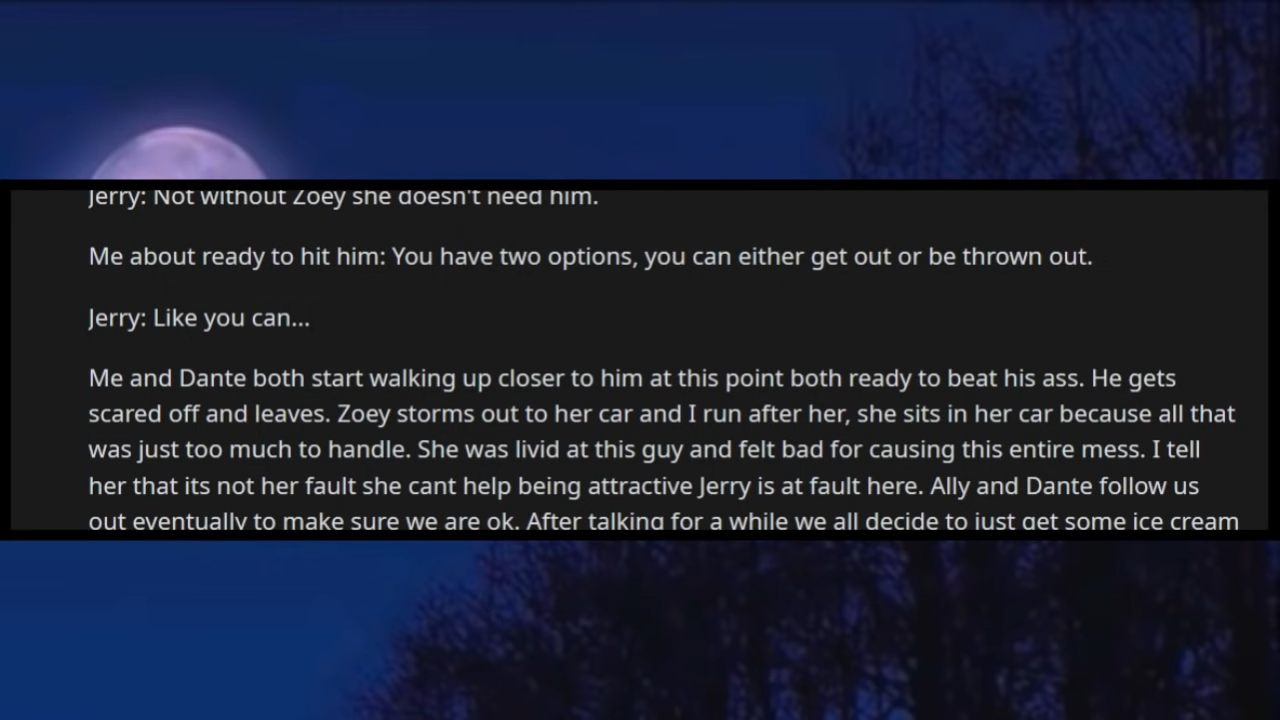 Jerry: Not without Zoey she doesn't need him.
Me about ready to hit him: You have two options, you can either get out or be thrown out.
Jerry: Like you can...
Me and Dante both start walking up closer to him at this point both ready to beat his ass. He gets
scared off and leaves. Zoey storms out to her car and I run after her, she sits in her car because all that
was just too much to handle. She was livid at this guy and felt bad for causing this entire mess. I tell
her that its not her fault she cant help being attractive Jerry is at fault here. Ally and Dante follow us
out eventually to make sure we are ok. After talking for a while we all decide to just get some ice cream